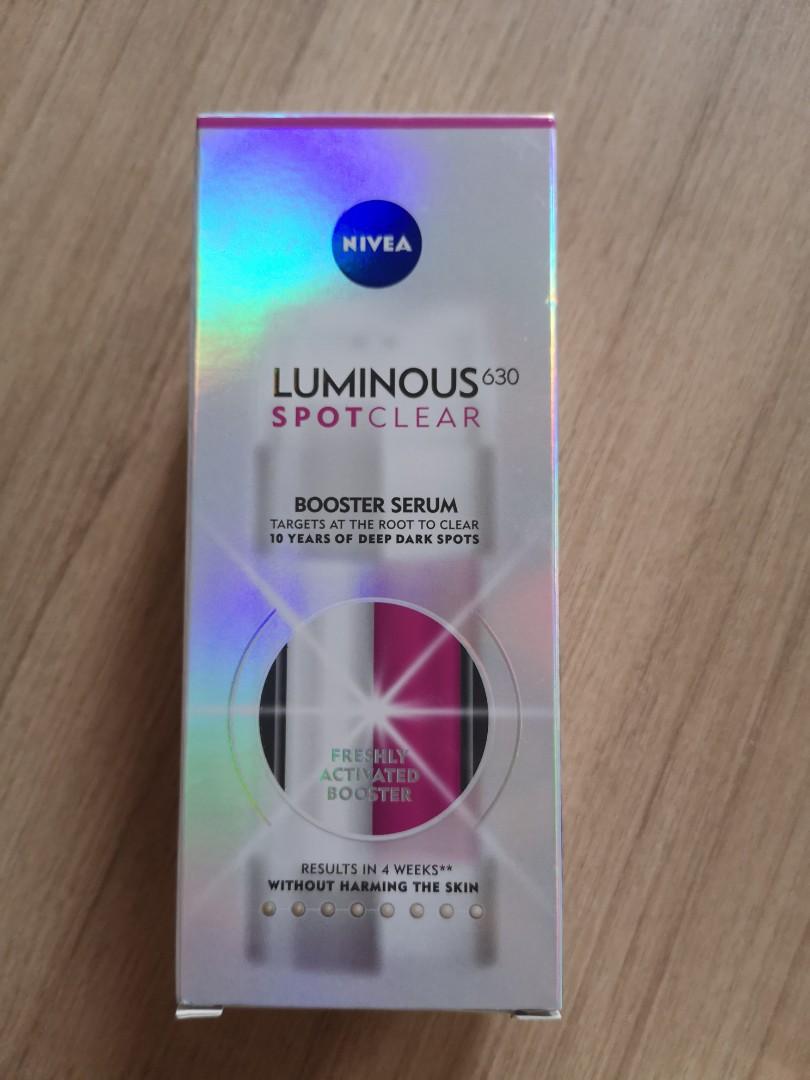 NIVEA
LUMINOUS630
SPOTCLEAR
BOOSTER SERUM
TARGETS AT THE ROOT TO CLEAR
10 YEARS OF DEEP DARK SPOTS
FRESHLY
ACTIVATED
BOOSTER
RESULTS IN 4 WEEKS**
WITHOUT HARMING THE SKIN